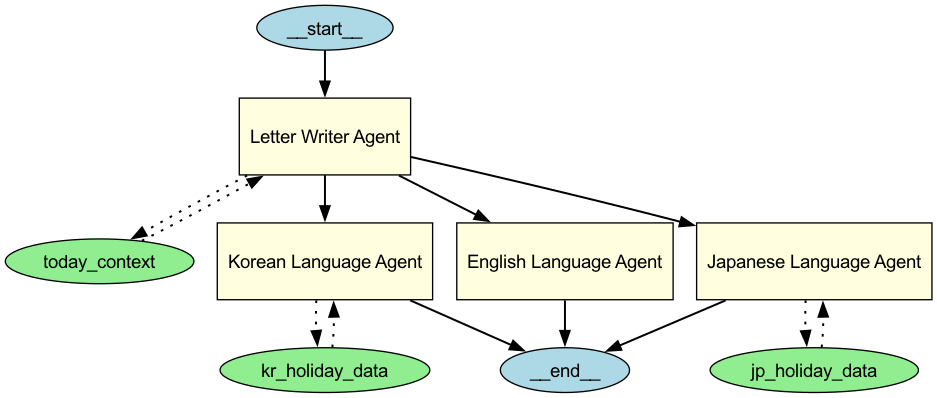 __start__
Letter Writer Agent
today_context
Korean Language Agent
English Language Agent
Japanese Language Agent
kr_holiday_data
__end__
jp_holiday_data